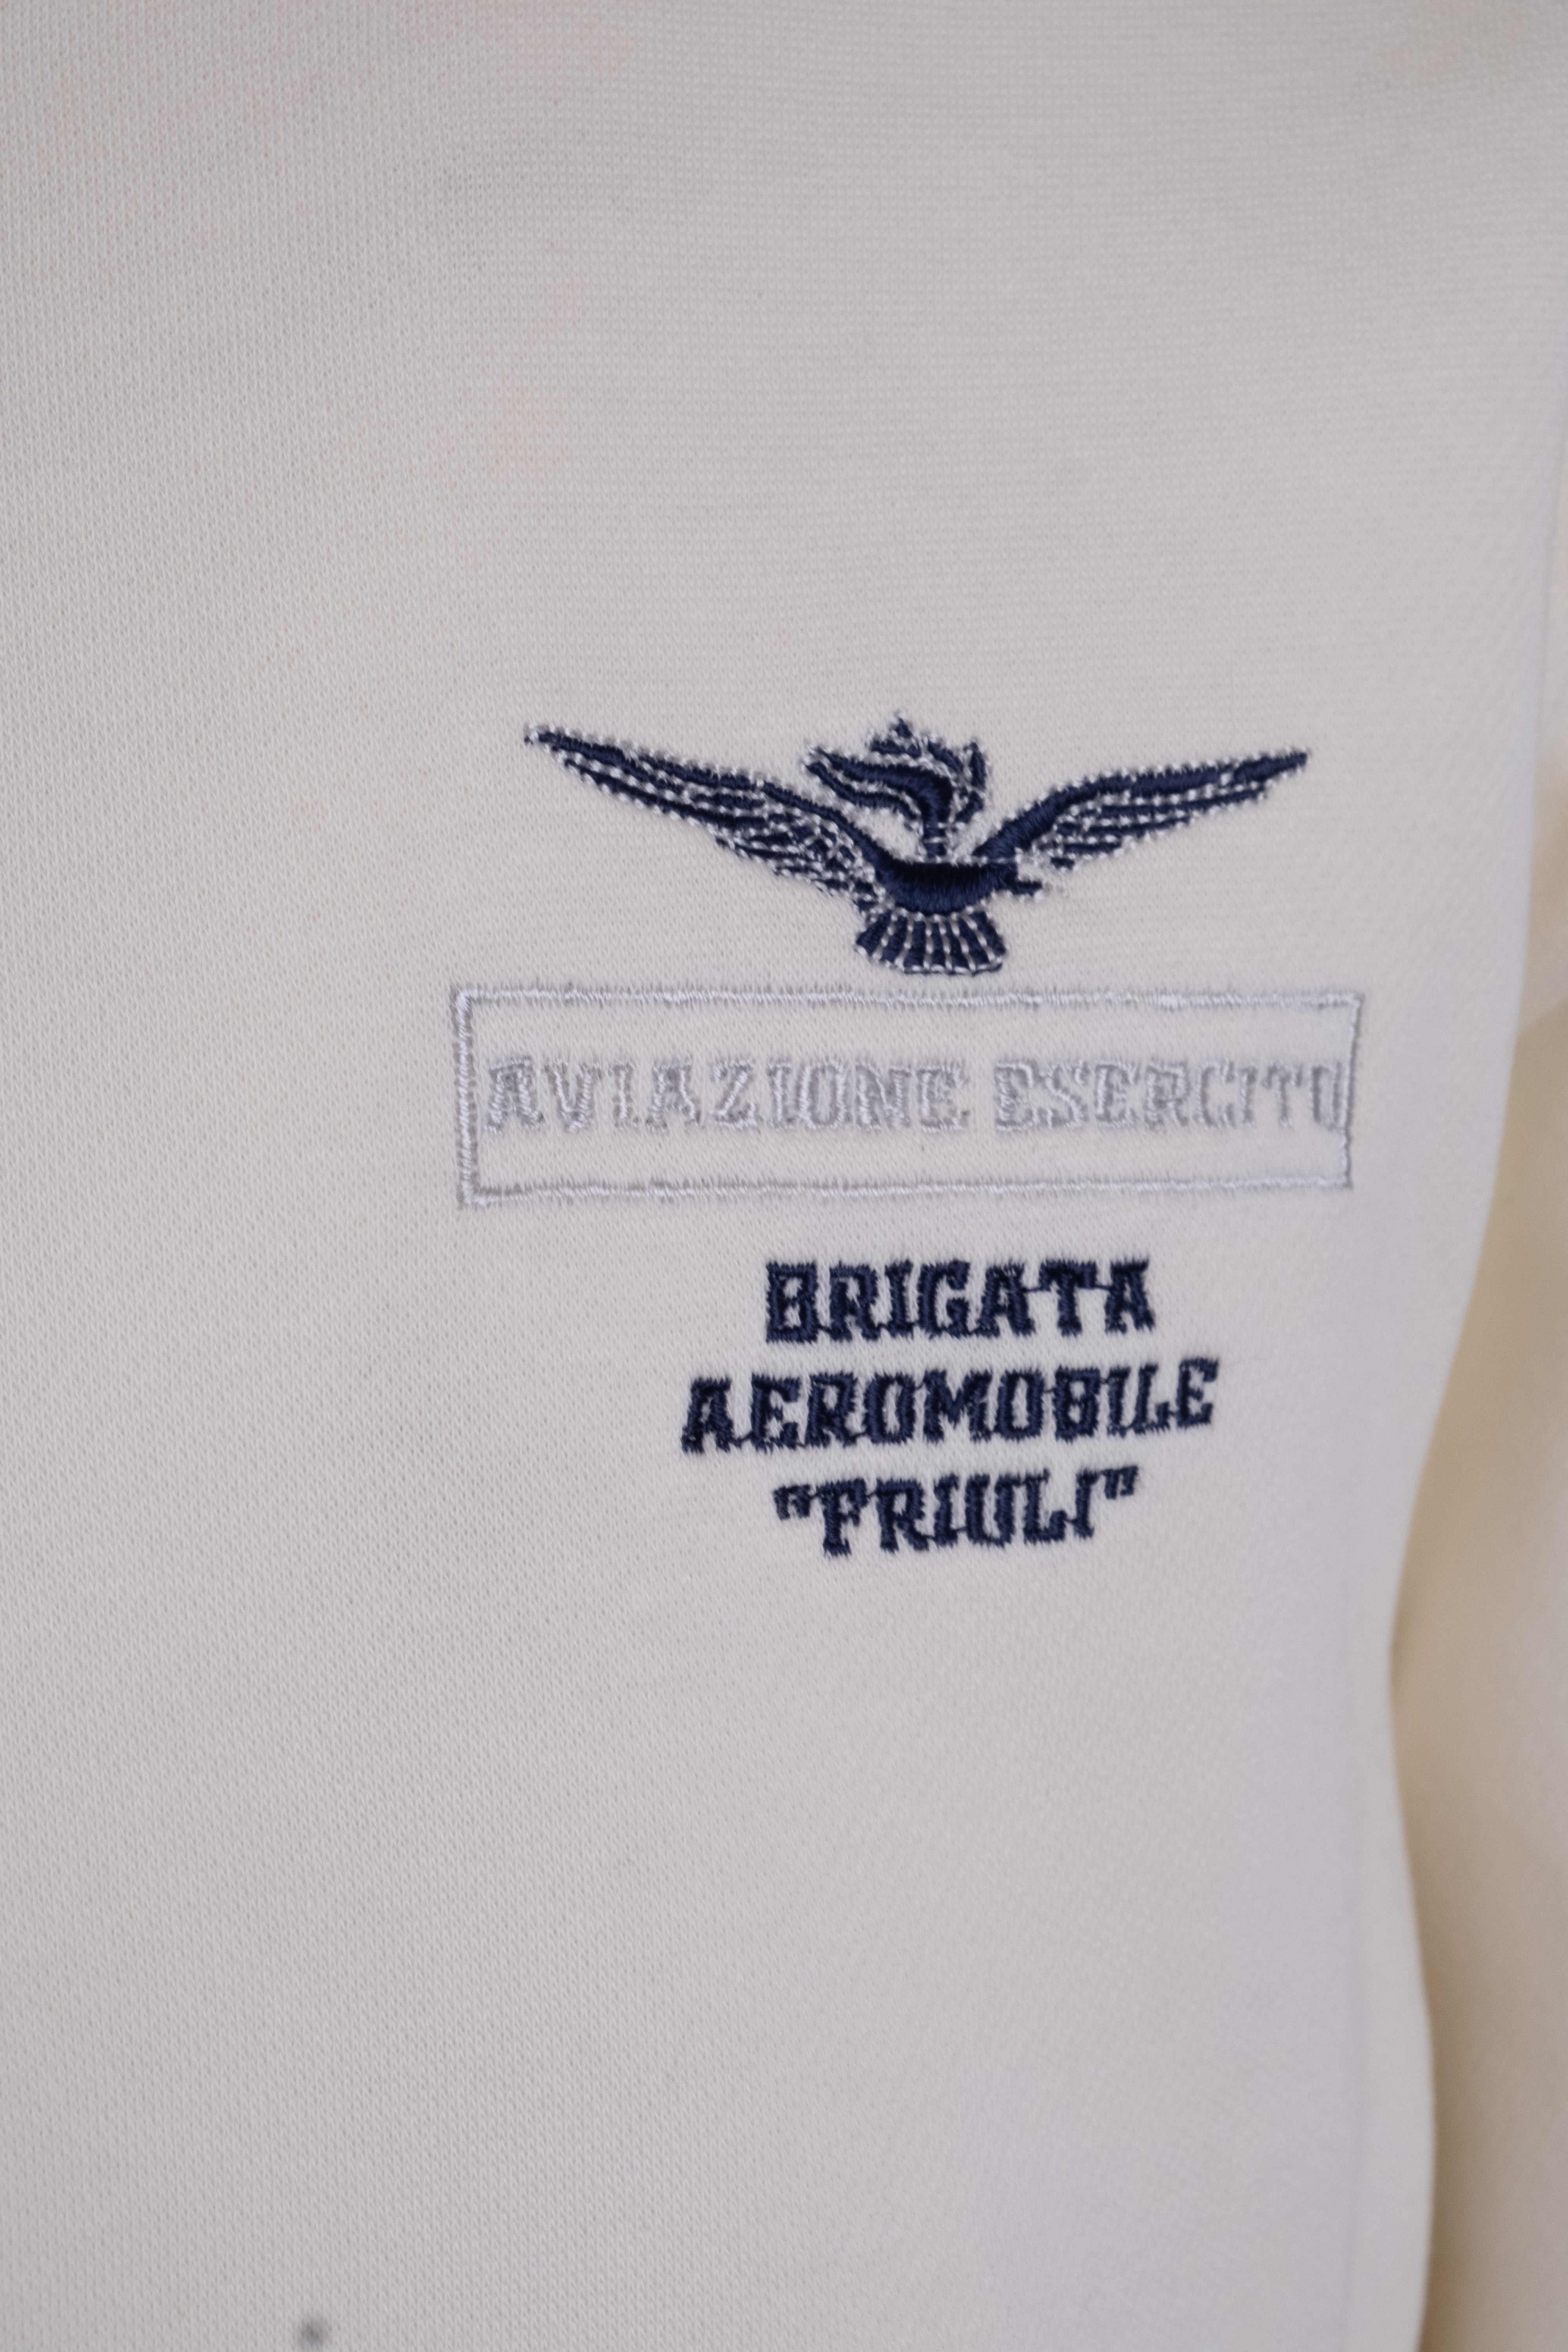 AVIAZIONE ESERCITO
BRIGATA
AEROMOBILE
"FRIULI"